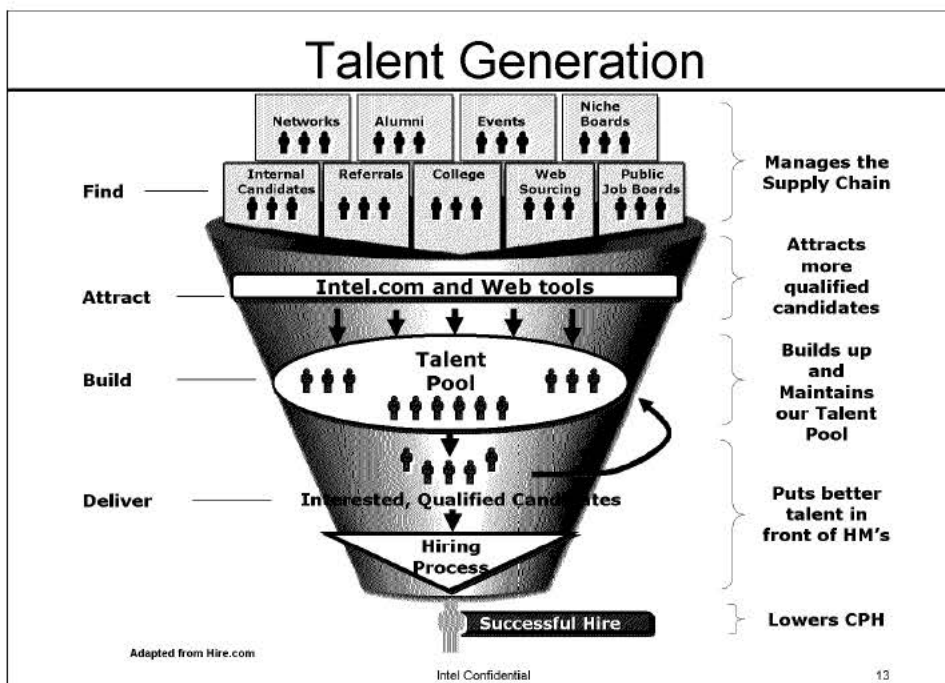 Talent Generation
Networks
Alumni
Events
Niche
Boards
Internal
Candidates
Referrals
College
Web
Sourcing
Public
Job Boards
Find
Manages the
Supply Chain
Attract
Intel.com and Web tools
Attracts
more
qualified
candidates
Build
Talent
Pool
Builds up
and
Maintains
our Talent
Pool
Deliver
Interested, Qualified Candidates
Hiring
Process
Puts better
talent in
front of HM's
Successful Hire
Lowers CPH
Adapted from Hire.com
Intel Confidential
13